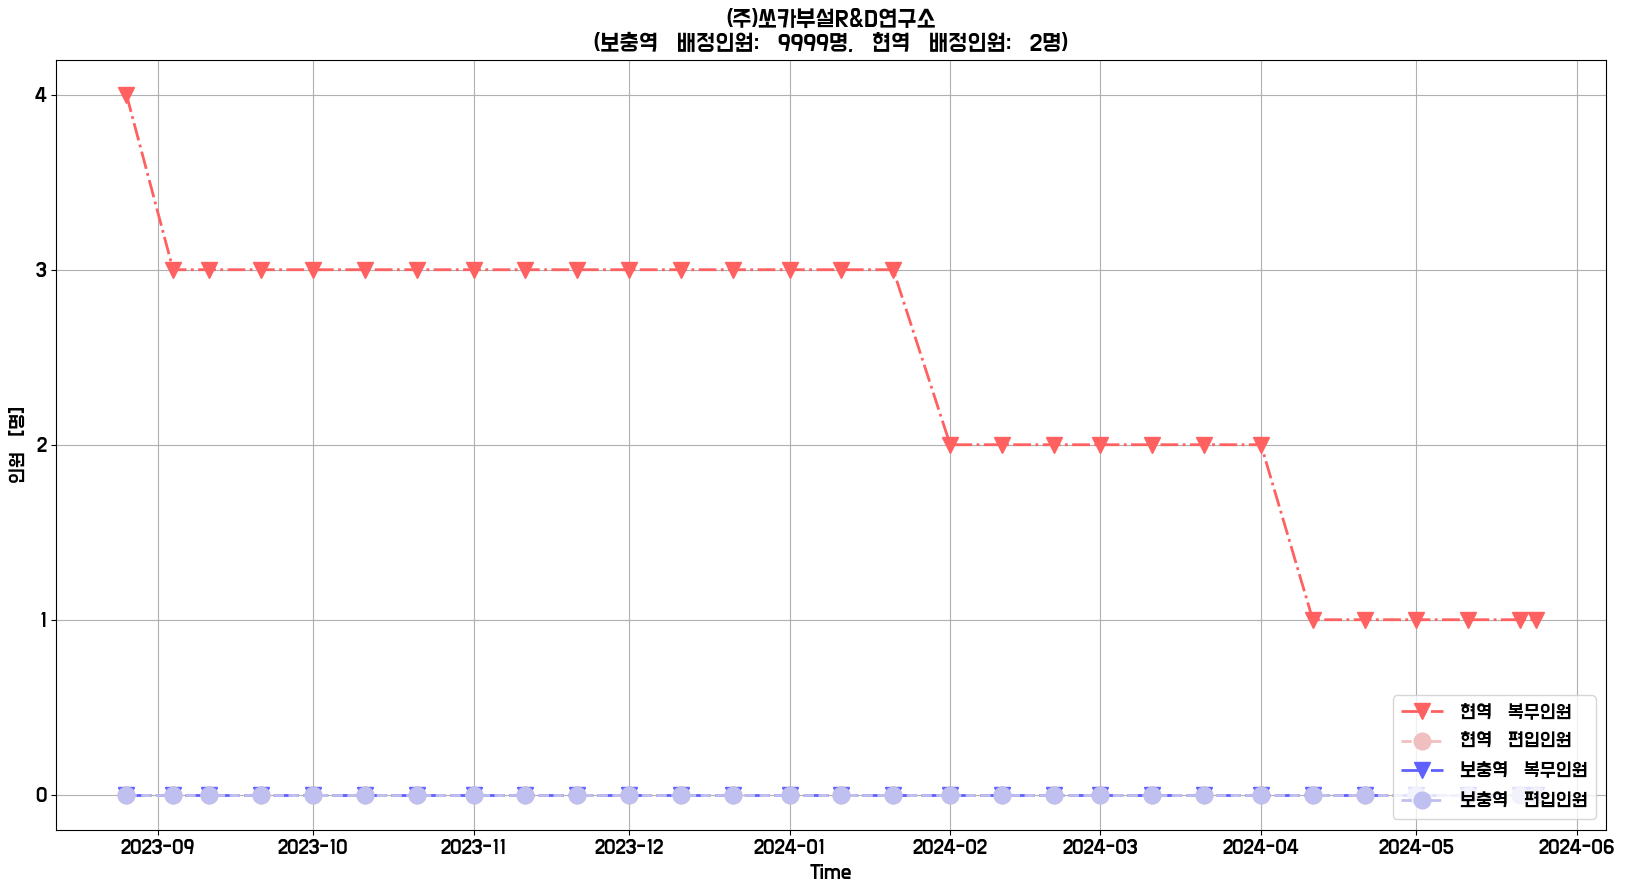 (주)쏘카부설R&D연구소
(보충역 배정인원: 9999명, 현역 배정인원: 2명)
4
3
2
1
0
인원 [명]
현역 복무인원
현역 편입인원
보충역 복무인원
보충역 편입인원
2023-09 2023-10 2023-11 2023-12 2024-01 2024-02 2024-03 2024-04 2024-05 2024-06
Time